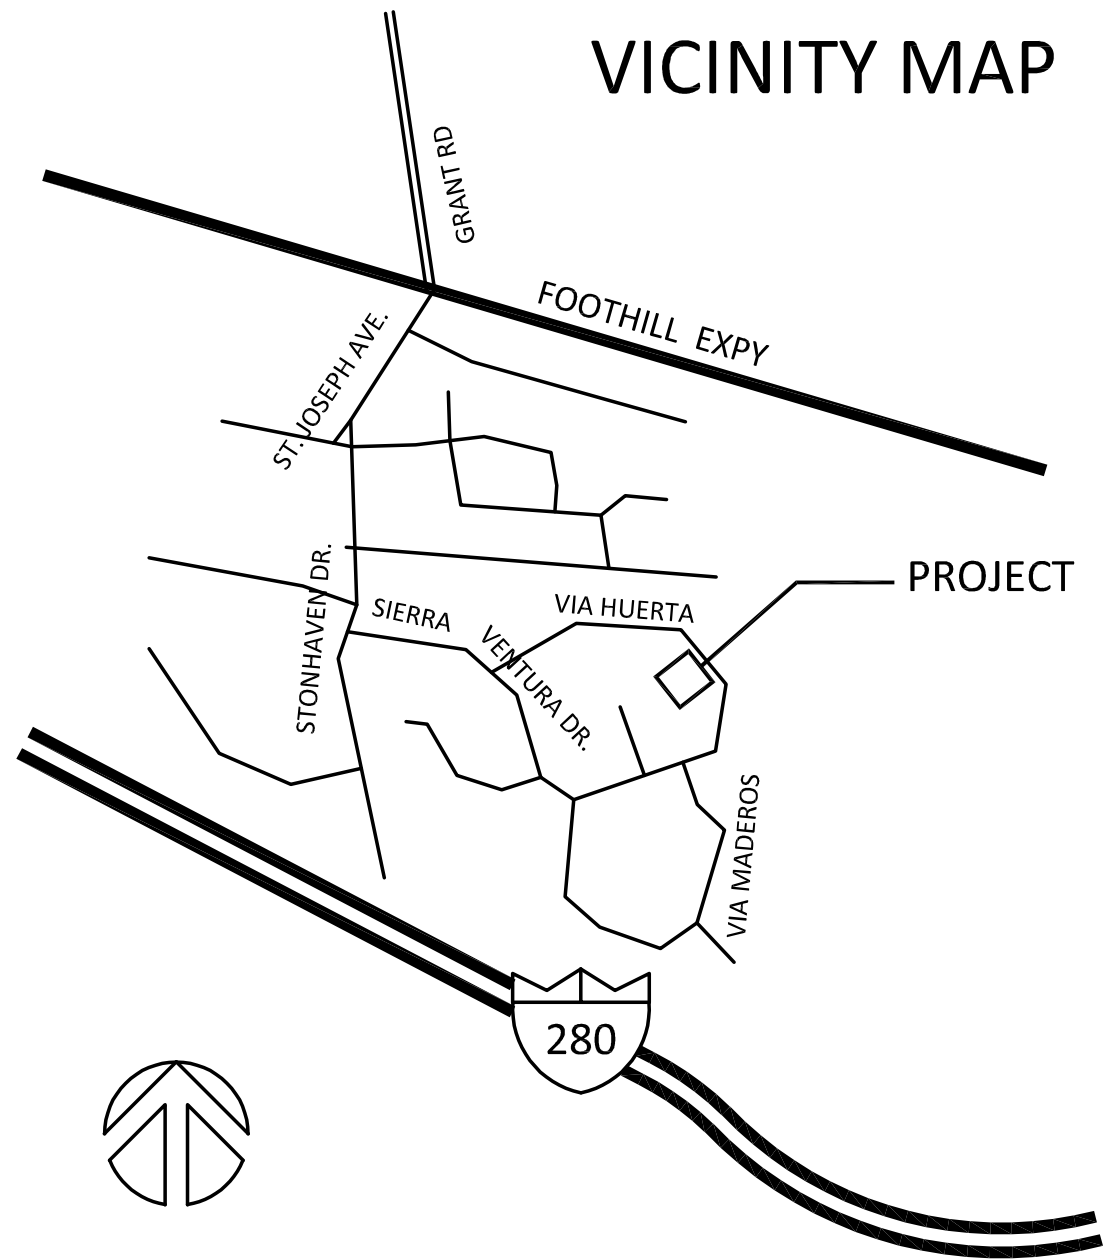 VICINITY MAP
GRANT RD
FOOTHILL EXPY
ST. JOSEPH AVE.
PROJECT
STONHAVEN DR.
SIERRA
VENTURA DR.
VIA HUERTA
VIA MADEROS
280